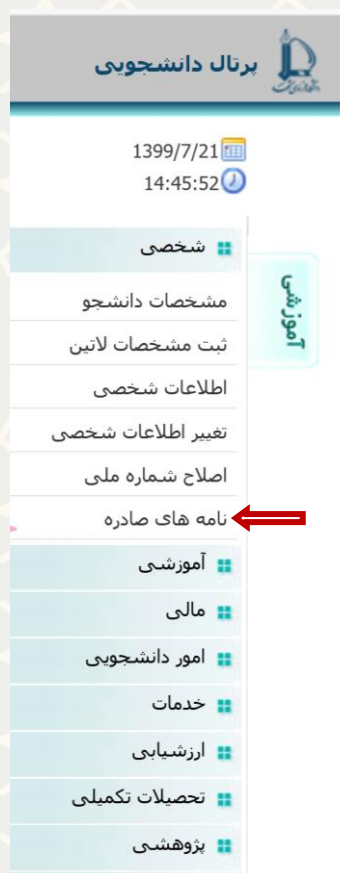 پرتال دانشجویی
1399/7/21
14:45:52
شخصی
آموزشی
مشخصات دانشجو
ثبت مشخصات لاتین
اطلاعات شخصی
تغییر اطلاعات شخصی
اصلاح شماره ملی
نامه های صادره
آموزشی
مالی
امور دانشجویی
خدمات
ارزشیابی
تحصیلات تکمیلی
پژوهشی